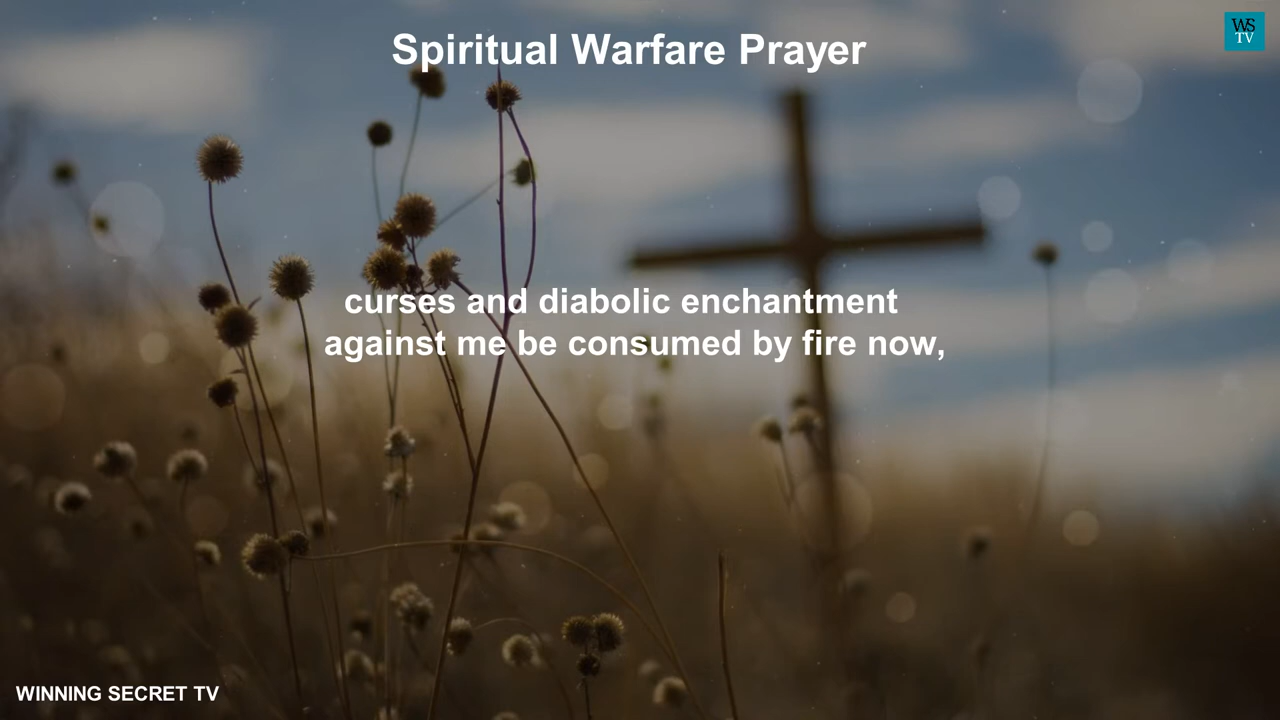 Spiritual Warfare Prayer
WS
TV
curses and diabolic enchantment
against me be consumed by fire now,
WINNING SECRET TV